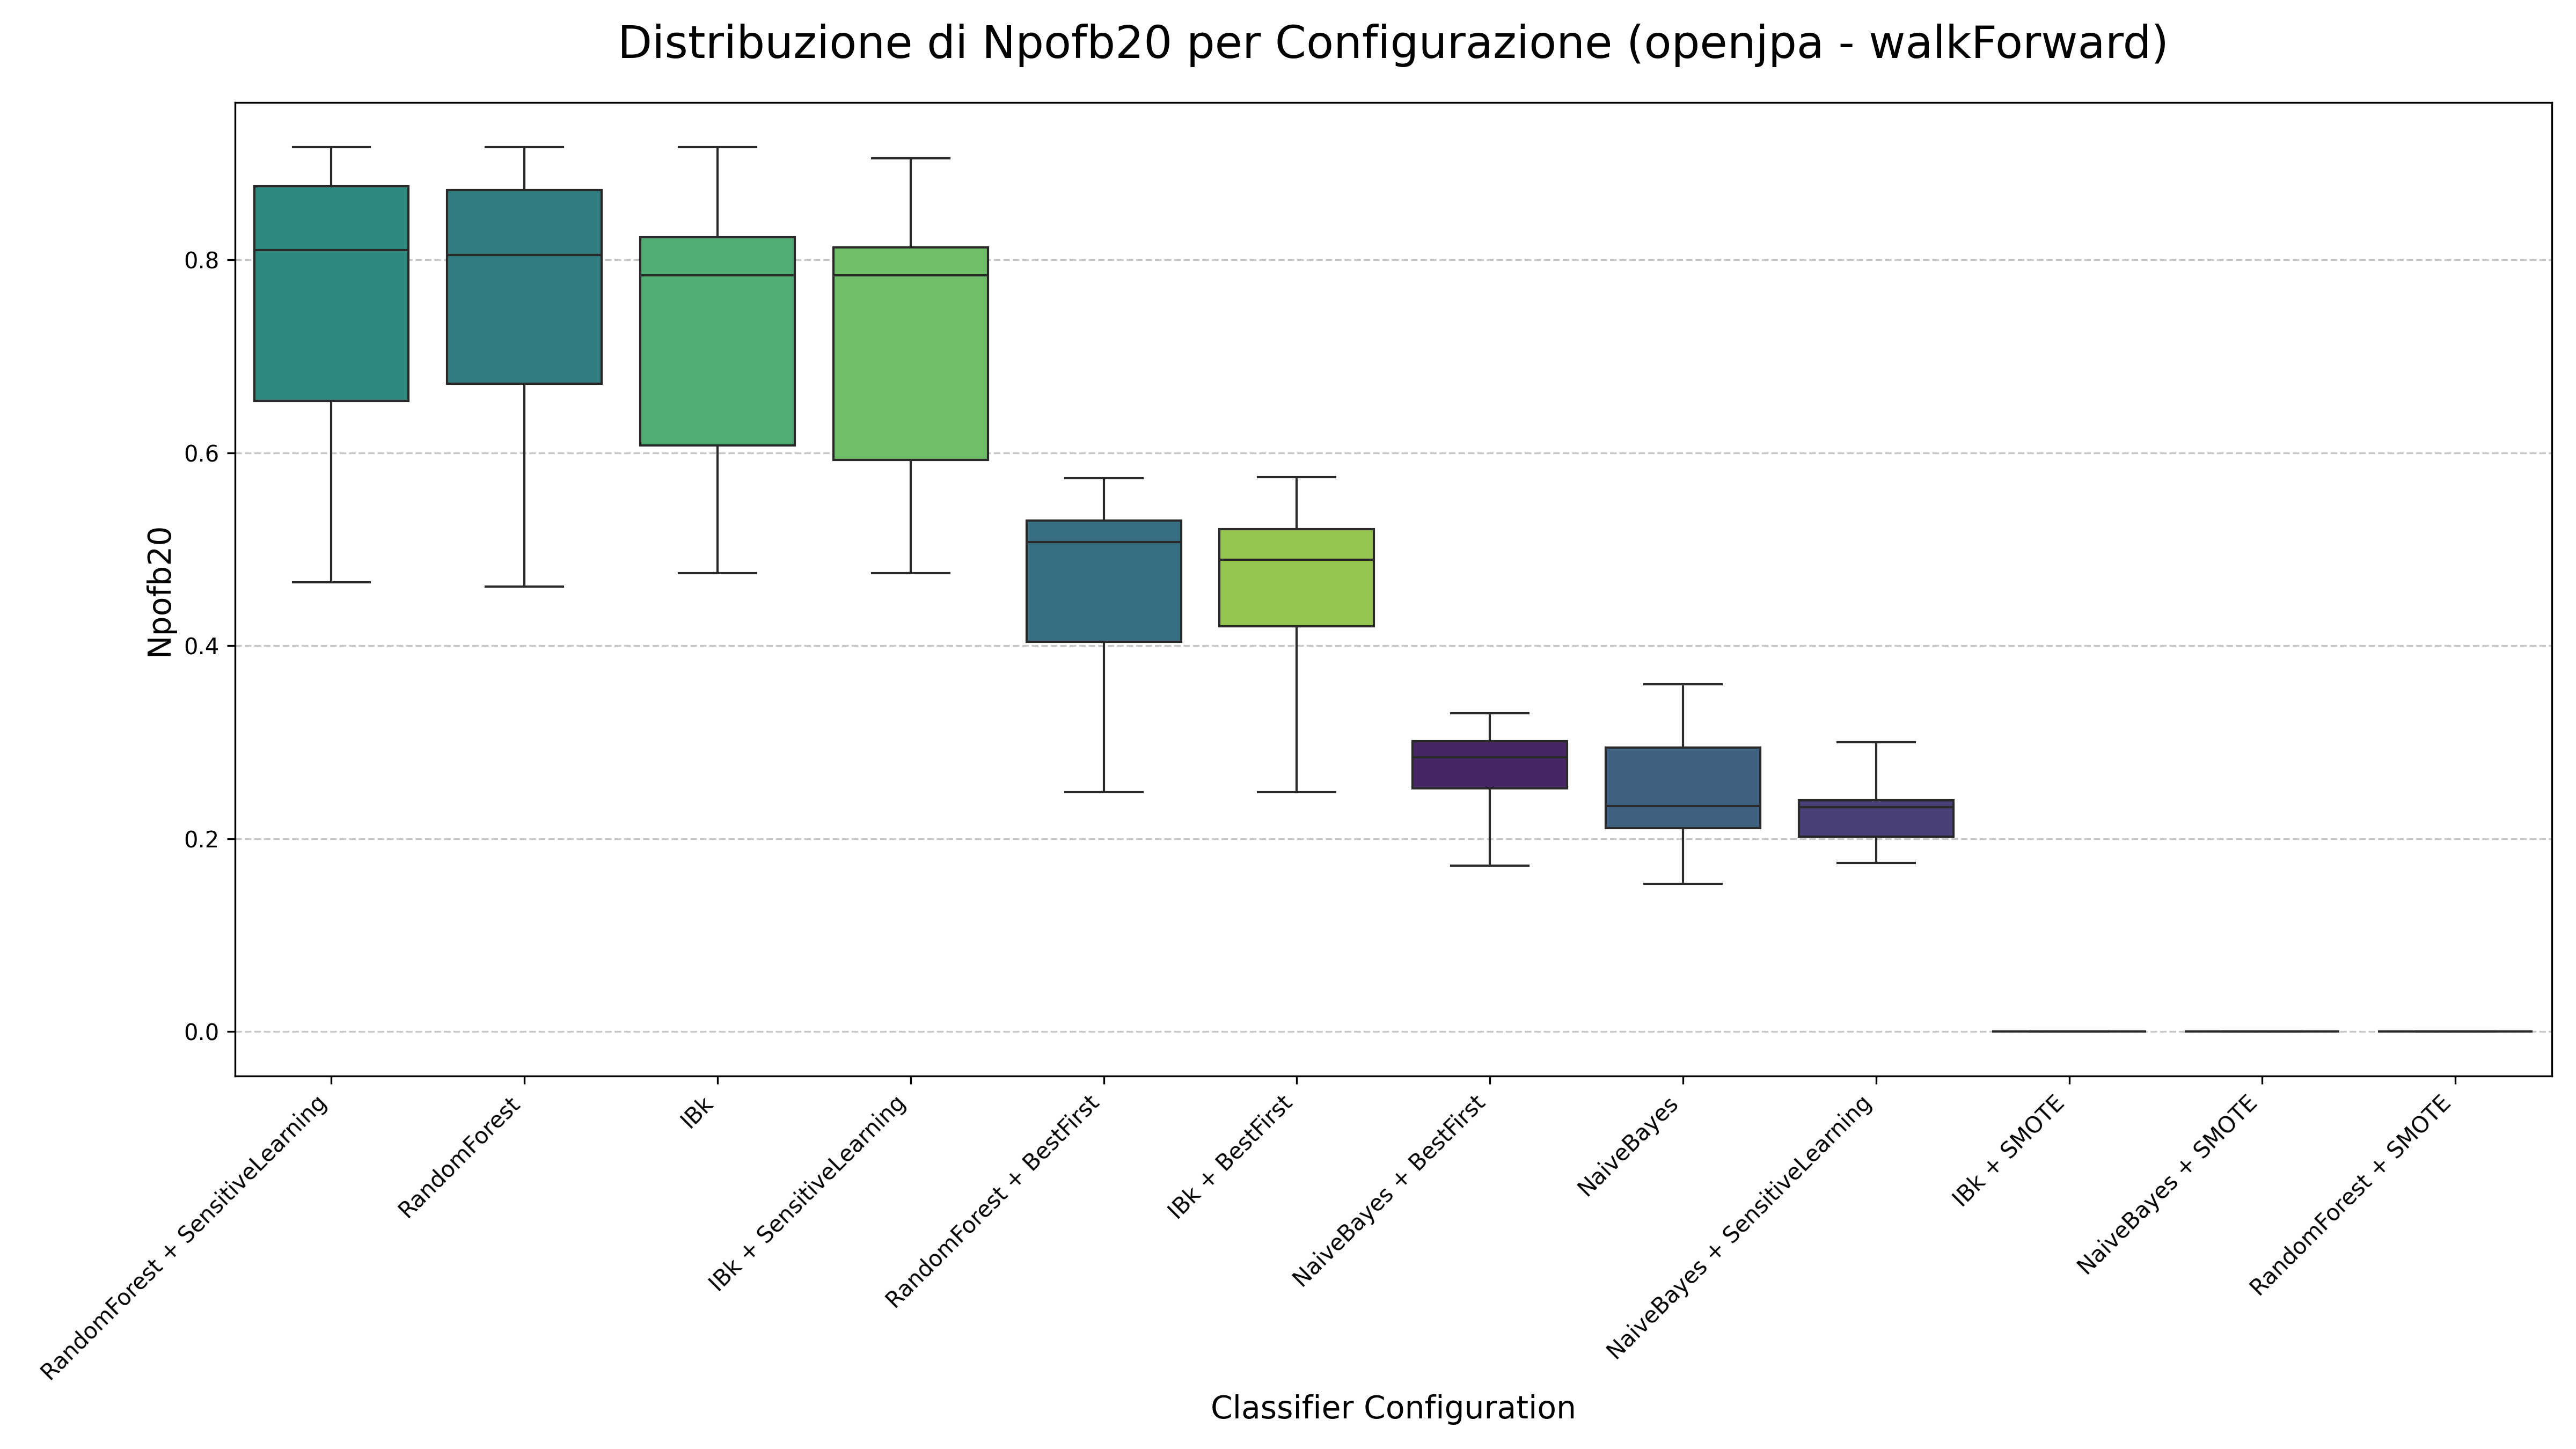 Distribuzione di Npofb20 per Configurazione (openjpa - walkForward)
Npofb20
0.8
0.6
0.4
0.2
0.0
RandomForest + SensitiveLearning
RandomForest
IBk
IBk + SensitiveLearning
RandomForest + BestFirst
IBk + BestFirst
NaiveBayes + BestFirst
NaiveBayes
NaiveBayes + SensitiveLearning
IBk + SMOTE
NaiveBayes + SMOTE
RandomForest + SMOTE
Classifier Configuration